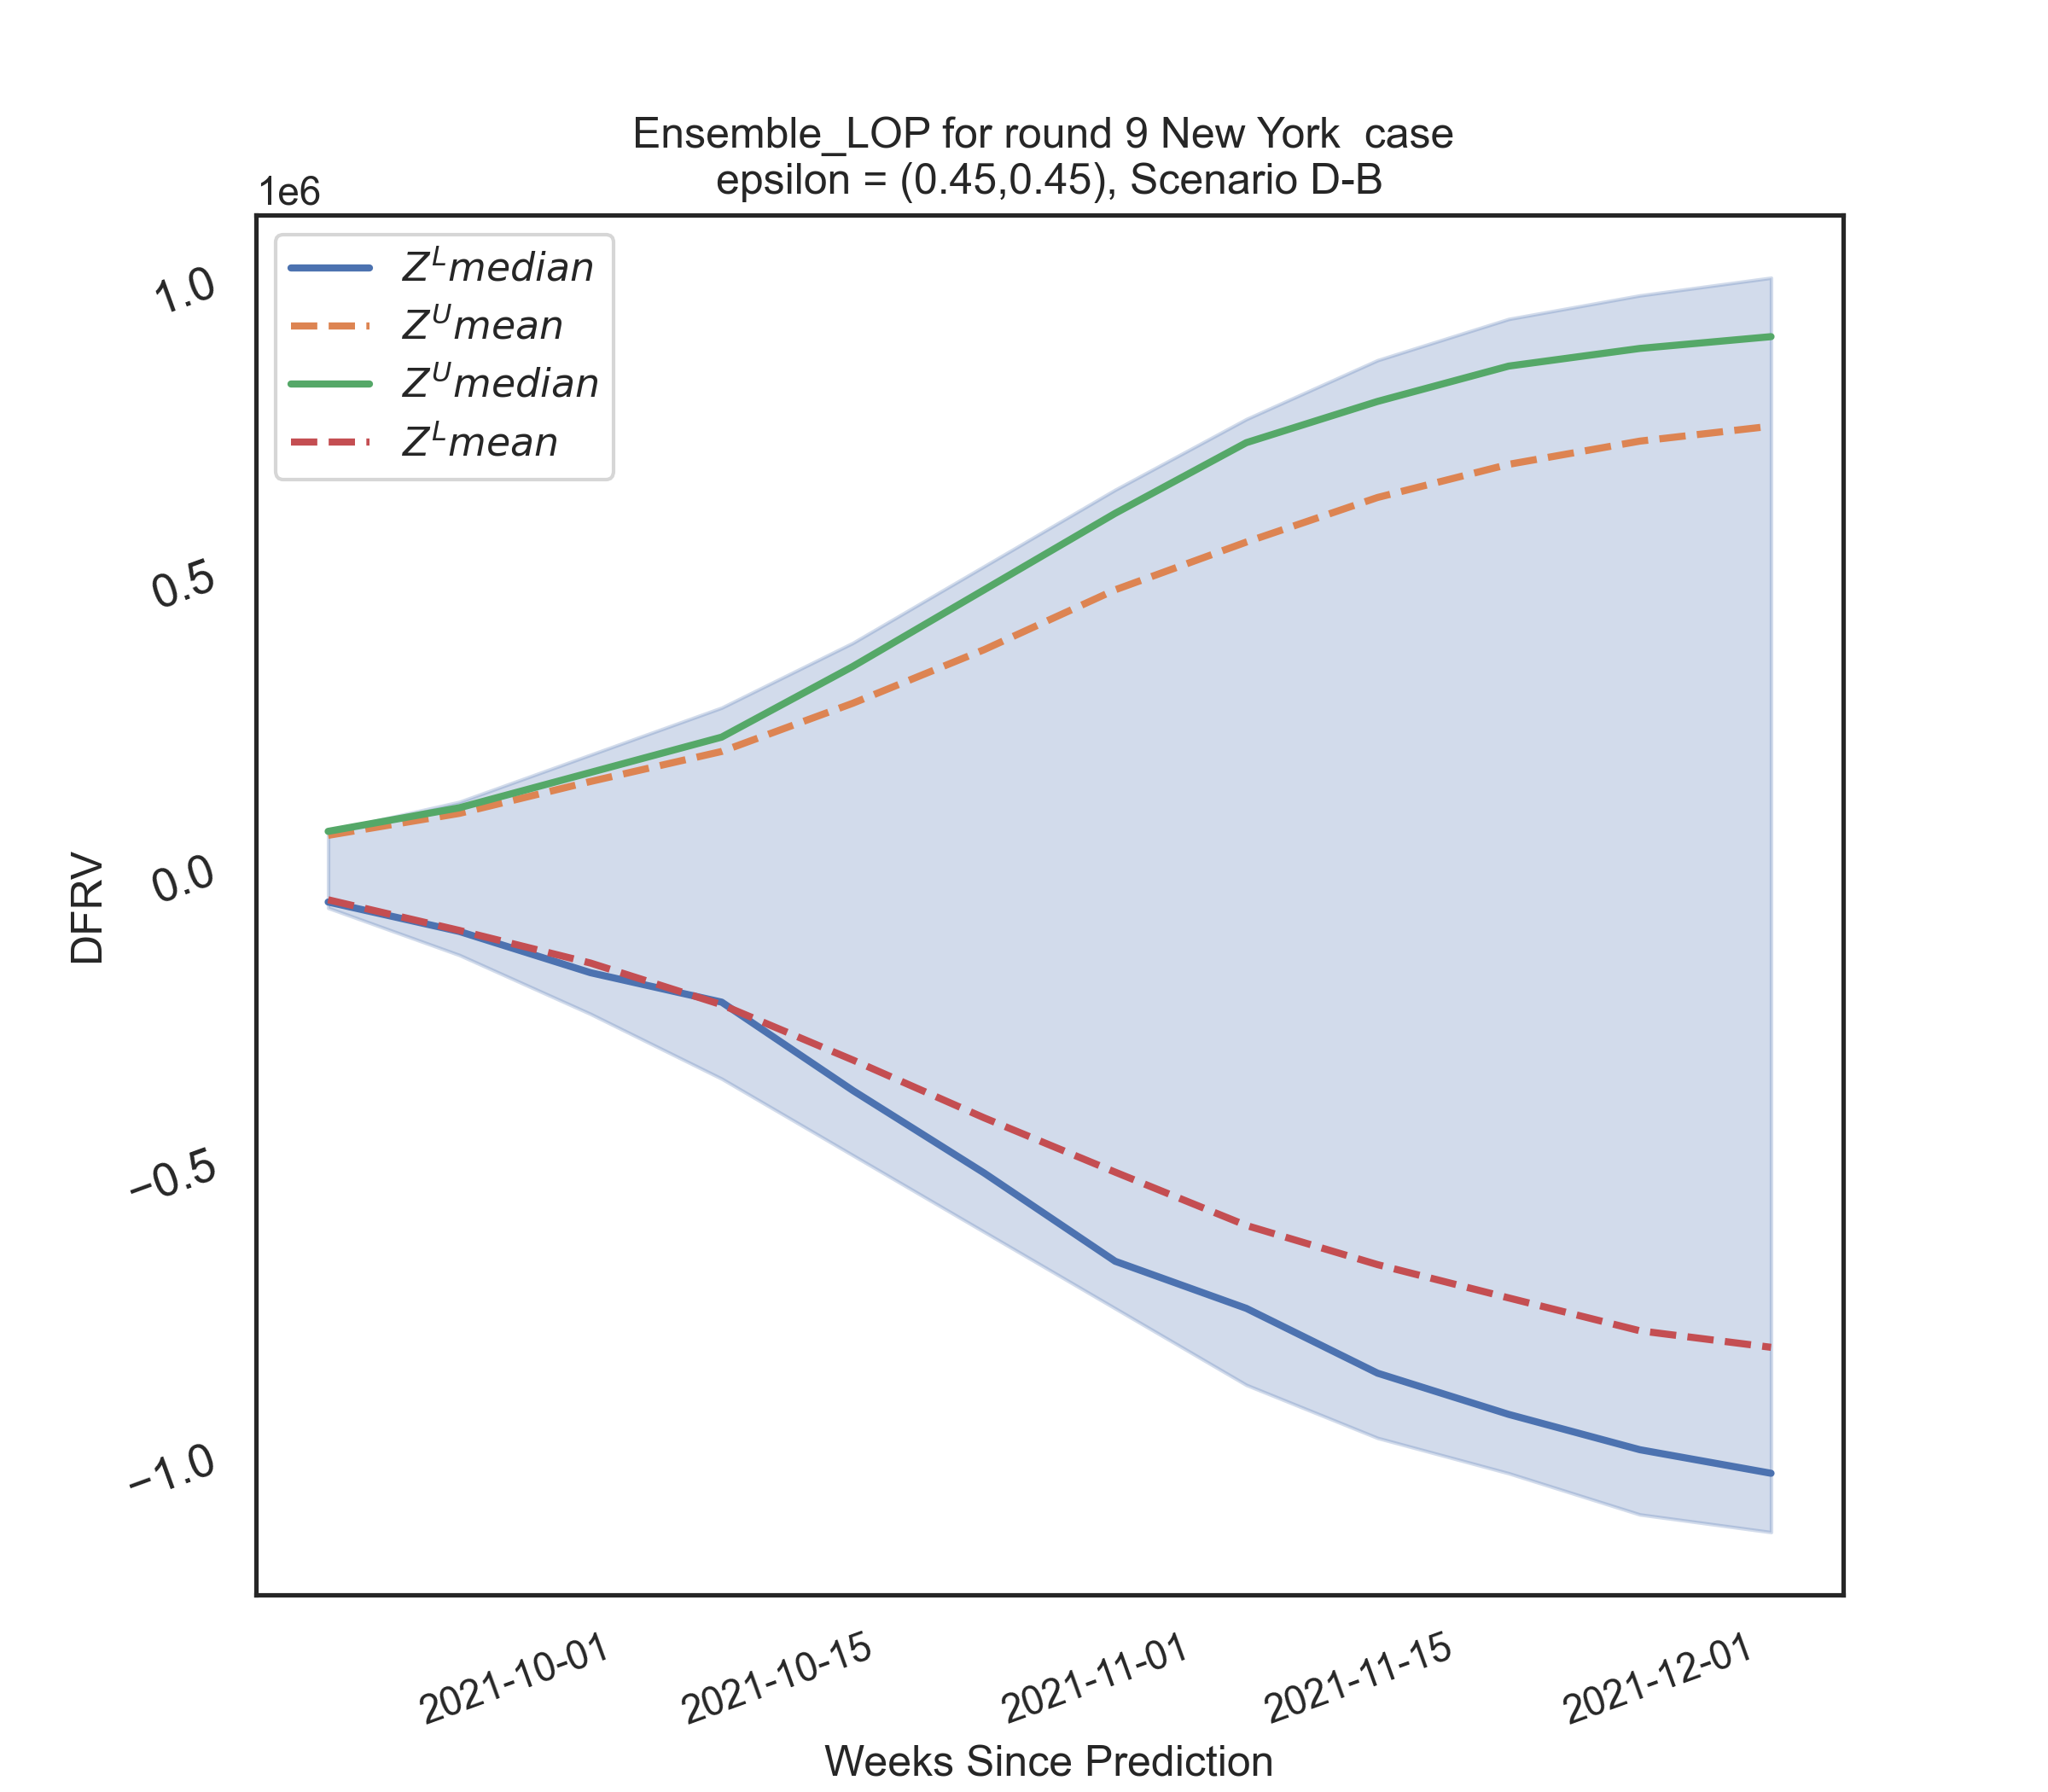 Ensemble_LOP for round 9 New York  case
epsilon = (0.45,0.45), Scenario D-B
1e6
Z^L median
Z^U mean
Z^U median
Z^L mean
1.0
0.5
0.0
−0.5
−1.0
DFRV
2021-10-01
2021-10-15
2021-11-01
2021-11-15
2021-12-01
Weeks Since Prediction